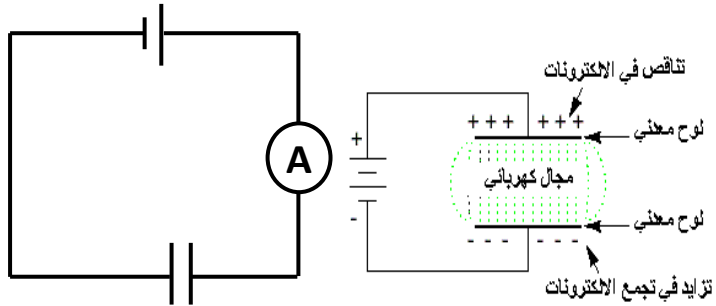 A
تناقص في الالكترونات
+ + + + + +
لوح معدني
+
مجال كهربائي
-
لوح معدني
- - - - - -
تزايد في تجمع الالكترونات